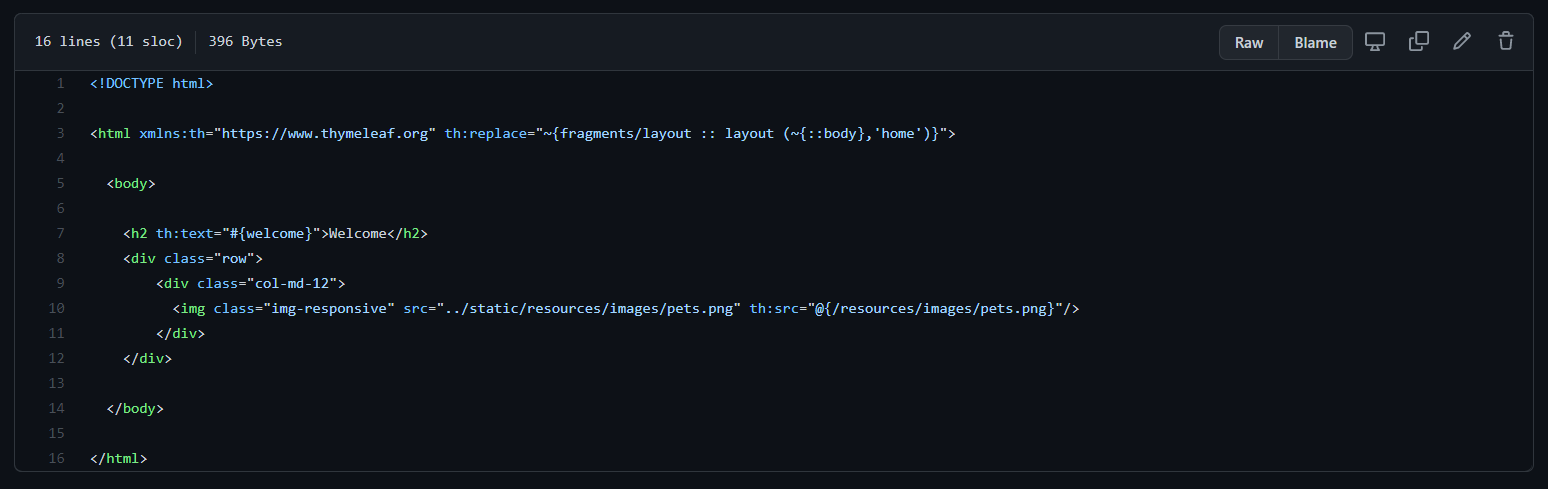 16 lines (11 sloc) 396 Bytes Raw Blame
1 <!DOCTYPE html>
2
3 <html xmlns:th="https://www.thymeleaf.org" th:replace="~{fragments/layout :: layout (~{::body},'home')}">
4
5   <body>
6
7     <h2 th:text="#{welcome}">Welcome</h2>
8     <div class="row">
9         <div class="col-md-12">
10           <img class="img-responsive" src="../static/resources/images/pets.png" th:src="@{/resources/images/pets.png}"/>
11         </div>
12     </div>
13
14   </body>
15
16 </html>